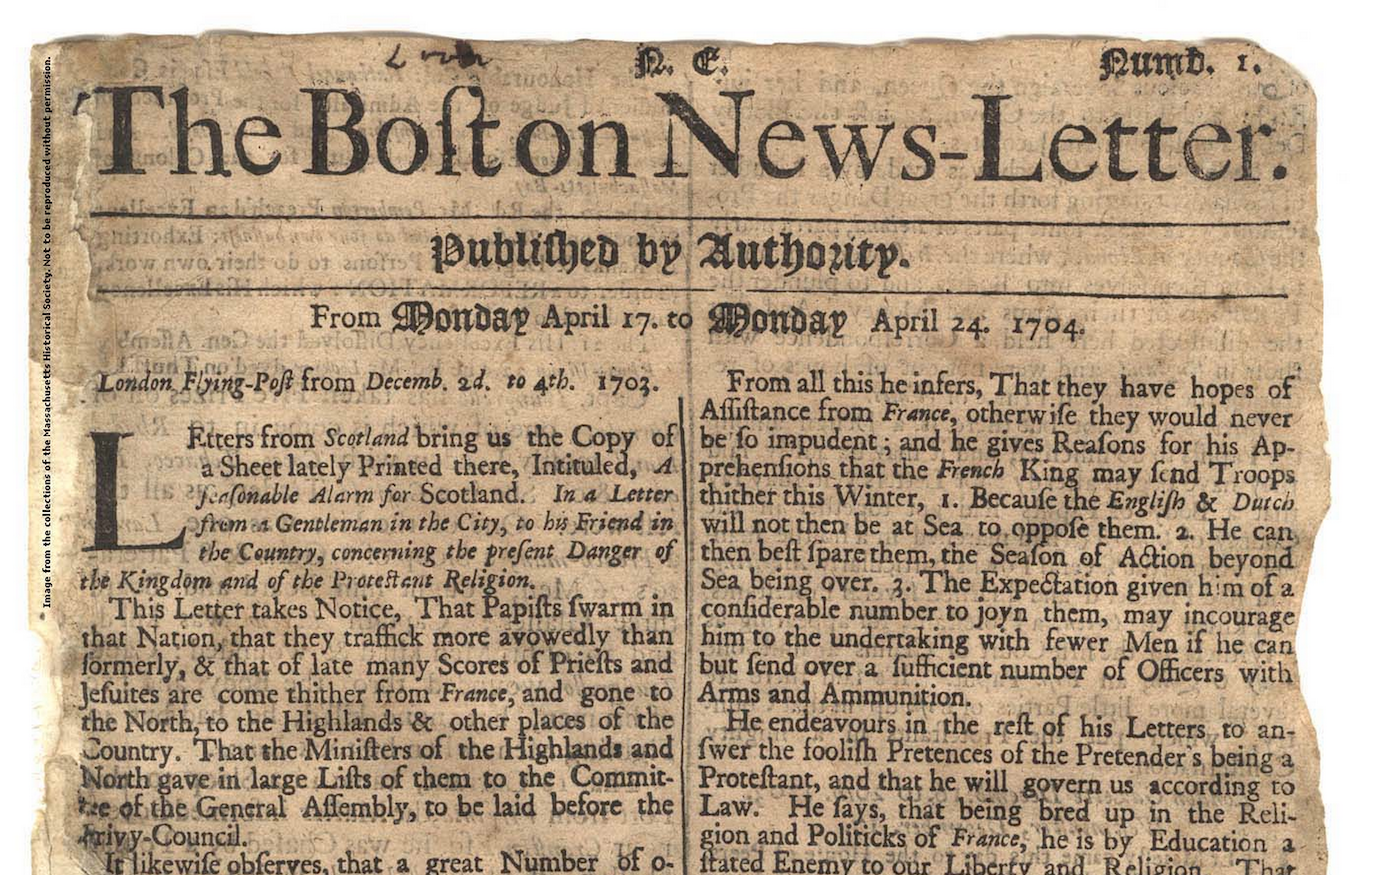 N. E.
Numb. 1.
The Boſton News-Letter.
Publiſhed by Authority.
From Monday April 17. to Monday April 24. 1704.
London Flying-Poſt from Decemb. 2d. to 4th. 1703.
LEtters from Scotland bring us the Copy of
a Sheet lately Printed there, Intituled, A
ſeaſonable Alarm for Scotland. In a Letter
from a Gentleman in the City, to his Friend in
the Country, concerning the preſent Danger of
the Kingdom and of the Proteſtant Religion.
This Letter takes Notice, That Papiſts ſwarm in
that Nation, that they traffick more avowedly than
formerly, & that of late many Scores of Prieſts and
Jeſuites are come thither from France, and gone to
the North, to the Highlands & other places of the
Country. That the Miniſters of the Highlands and
North gave in large Liſts of them to the Commit-
tee of the General Aſſembly, to be laid before the
Privy-Council.
It likewiſe obſerves, that a great Number of o-
From all this he infers, That they have hopes of
Aſſiſtance from France, otherwiſe they would never
be ſo impudent; and he gives Reaſons for his Ap-
prehenſions that the French King may ſend Troops
thither this Winter, 1. Becauſe the Engliſh & Dutch
will not then be at Sea to oppoſe them. 2. He can
then beſt ſpare them, the Seaſon of Action beyond
Sea being over. 3. The Expectation given him of a
conſiderable number to joyn them, may incourage
him to the undertaking with fewer Men if he can
but ſend over a ſufficient number of Officers with
Arms and Ammunition.
He endeavours in the reſt of his Letters to an-
ſwer the fooliſh Pretences of the Pretender's being a
Proteſtant, and that he will govern us according to
Law. He ſays, that being bred up in the Reli-
gion and Politicks of France, he is by Education a
ſtated Enemy to our Liberty and Religion. That
Image from the collections of the Massachusetts Historical Society. Not to be reproduced without permission.